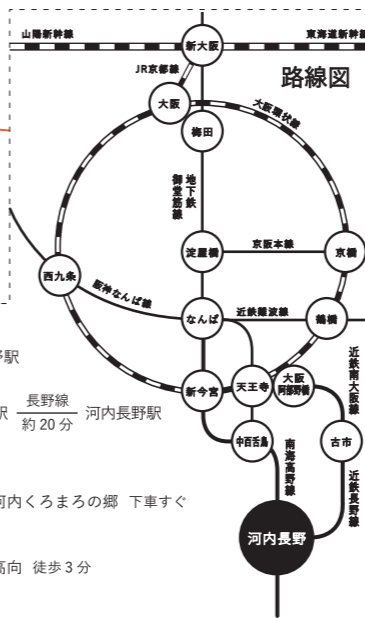 山陽新幹線
東海道新幹線
新大阪
JR京都線
路線図
大阪
大阪環状線
梅田
地下鉄
御堂筋線
淀屋橋
京阪本線
京橋
西九条
阪神なんば線
なんば
近鉄難波線
鶴橋
野駅
新今宮
天王寺
大阪
阿部野橋
近鉄南大阪線
駅 長野線 河内長野駅
約20分
中百舌鳥
南海高野線
古市
近鉄長野線
河内くろまろの郷 下車すぐ
河内長野
高向 徒歩3分